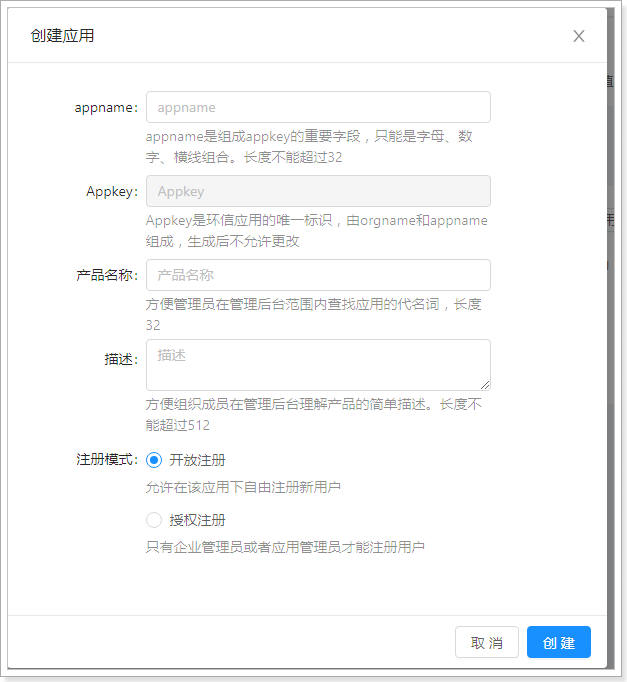 创建应用
appname:
appname
appname是组成appkey的重要字段，只能是字母、数
字、横线组合。长度不能超过32
Appkey:
Appkey
Appkey是环信应用的唯一标识，由orgname和appname
组成，生成后不允许更改
产品名称:
产品名称
方便管理员在管理后台范围内查找应用的代名词，长度
32
描述:
描述
方便组织成员在管理后台理解产品的简单描述。长度不
能超过512
注册模式:
开放注册
允许在该应用下自由注册新用户
授权注册
只有企业管理员或者应用管理员才能注册用户
取 消
创 建